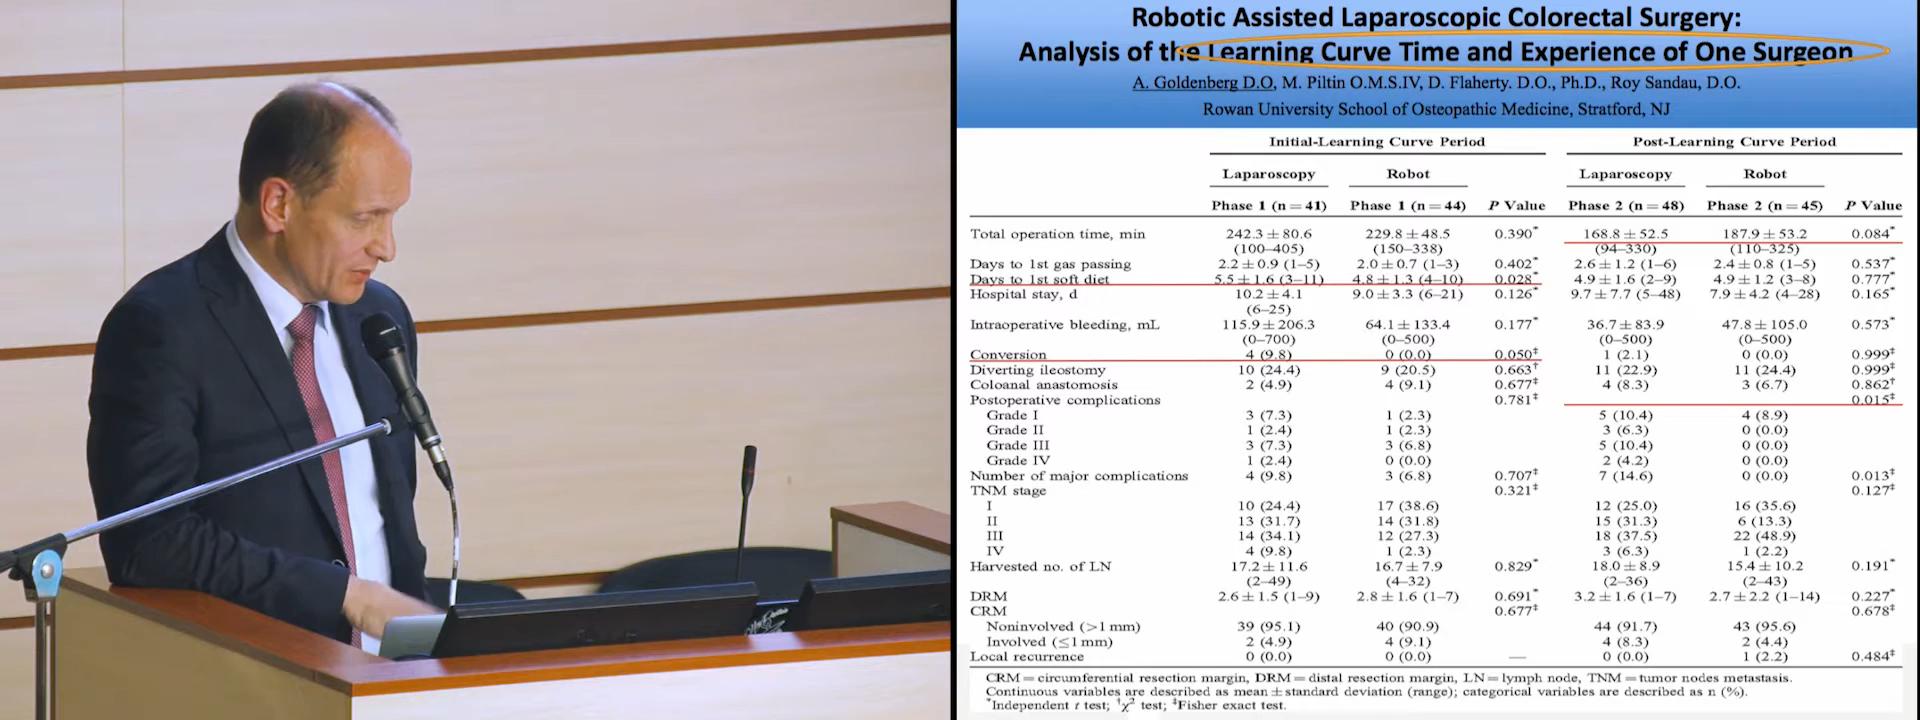 Robotic Assisted Laparoscopic Colorectal Surgery:
Analysis of the Learning Curve Time and Experience of One Surgeon
A. Goldenberg D.O, M. Piltin O.M.S.IV, D. Flaherty. D.O., Ph.D., Roy Sandau, D.O.
Rowan University School of Osteopathic Medicine, Stratford, NJ
Initial-Learning Curve Period Post-Learning Curve Period
Laparoscopy Robot Laparoscopy Robot
Phase 1 (n = 41) Phase 1 (n = 44) P Value Phase 2 (n = 48) Phase 2 (n = 45) P Value
Total operation time, min 242.3 ± 80.6 229.8 ± 48.5 0.390* 168.8 ± 52.5 187.9 ± 53.2 0.084*
(100–405) (150–338) (94–330) (110–325)
Days to 1st gas passing 2.2 ± 0.9 (1–5) 2.0 ± 0.7 (1–3) 0.402* 2.6 ± 1.2 (1–6) 2.4 ± 0.8 (1–5) 0.537*
Days to 1st soft diet 5.5 ± 1.6 (3–11) 4.8 ± 1.3 (4–10) 0.028* 4.9 ± 1.6 (2–9) 4.9 ± 1.2 (3–8) 0.777*
Hospital stay, d 10.2 ± 4.1 9.0 ± 3.3 (6–21) 0.126* 9.7 ± 7.7 (5–48) 7.9 ± 4.2 (4–28) 0.165*
(6–25)
Intraoperative bleeding, mL 115.9 ± 206.3 64.1 ± 133.4 0.177* 36.7 ± 83.9 47.8 ± 105.0 0.573*
(0–700) (0–500) (0–500) (0–500)
Conversion 4 (9.8) 0 (0.0) 0.050‡ 1 (2.1) 0 (0.0) 0.999‡
Diverting ileostomy 10 (24.4) 9 (20.5) 0.663† 11 (22.9) 11 (24.4) 0.999‡
Coloanal anastomosis 2 (4.9) 4 (9.1) 0.677‡ 4 (8.3) 3 (6.7) 0.862†
Postoperative complications 0.781‡ 0.015‡
Grade I 3 (7.3) 1 (2.3) 5 (10.4) 4 (8.9)
Grade II 1 (2.4) 1 (2.3) 3 (6.3) 0 (0.0)
Grade III 3 (7.3) 3 (6.8) 5 (10.4) 0 (0.0)
Grade IV 1 (2.4) 0 (0.0) 2 (4.2) 0 (0.0)
Number of major complications 4 (9.8) 3 (6.8) 0.707‡ 7 (14.6) 0 (0.0) 0.013‡
TNM stage 0.321‡ 0.127‡
I 10 (24.4) 17 (38.6) 12 (25.0) 16 (35.6)
II 13 (31.7) 14 (31.8) 15 (31.3) 6 (13.3)
III 14 (34.1) 12 (27.3) 18 (37.5) 22 (48.9)
IV 4 (9.8) 1 (2.3) 3 (6.3) 1 (2.2)
Harvested no. of LN 17.2 ± 11.6 16.7 ± 7.9 0.829* 18.0 ± 8.9 15.4 ± 10.2 0.191*
(2–49) (4–32) (2–36) (2–43)
DRM 2.6 ± 1.5 (1–9) 2.8 ± 1.6 (1–7) 0.691* 3.2 ± 1.6 (1–7) 2.7 ± 2.2 (1–14) 0.227*
CRM 0.677‡ 0.678‡
Noninvolved (>1 mm) 39 (95.1) 40 (90.9) 44 (91.7) 43 (95.6)
Involved (≤1 mm) 2 (4.9) 4 (9.1) 4 (8.3) 2 (4.4)
Local recurrence 0 (0.0) 0 (0.0) — 0 (0.0) 1 (2.2) 0.484‡
CRM = circumferential resection margin, DRM = distal resection margin, LN = lymph node, TNM = tumor nodes metastasis.
Continuous variables are described as mean ± standard deviation (range); categorical variables are described as n (%).
*Independent t test; †χ² test; ‡Fisher exact test.